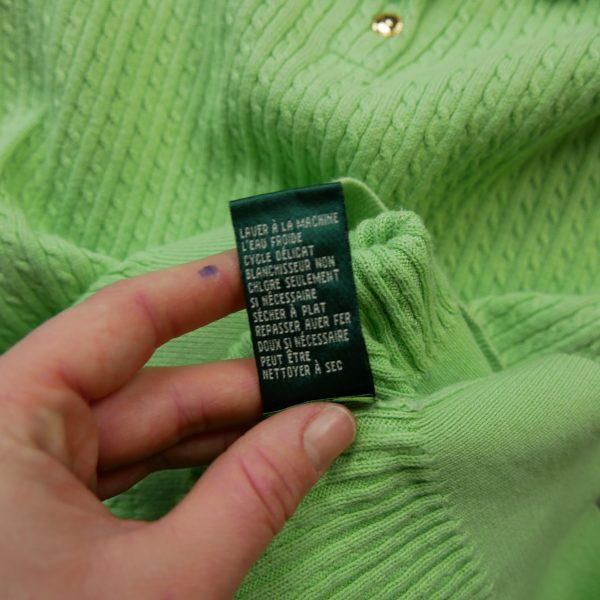 LAVER À LA MACHINE
L'EAU FROIDE
CYCLE DÉLICAT
BLANCHISSEUR NON
CHLORE SEULEMENT
SI NÉCESSAIRE
SÉCHER À PLAT
REPASSER AVER FER
DOUX SI NÉCESSAIRE
PEUT ÊTRE
NETTOYER À SEC